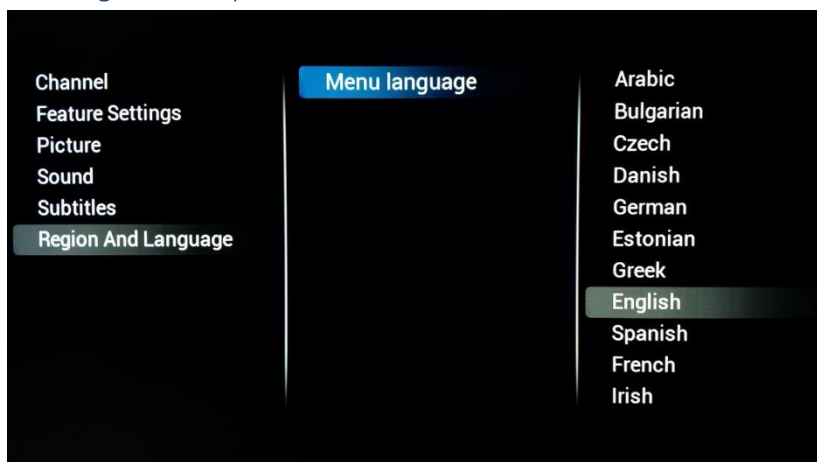 Channel
Feature Settings
Picture
Sound
Subtitles
Region And Language
Menu language
Arabic
Bulgarian
Czech
Danish
German
Estonian
Greek
English
Spanish
French
Irish